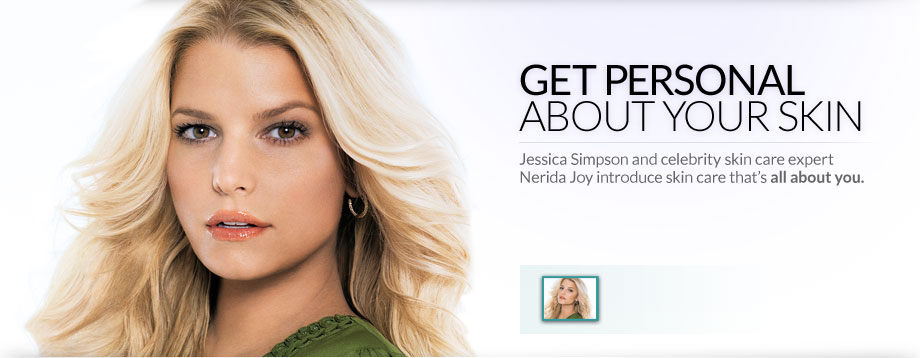 GET PERSONAL
ABOUT YOUR SKIN
Jessica Simpson and celebrity skin care expert
Nerida Joy introduce skin care that's all about you.